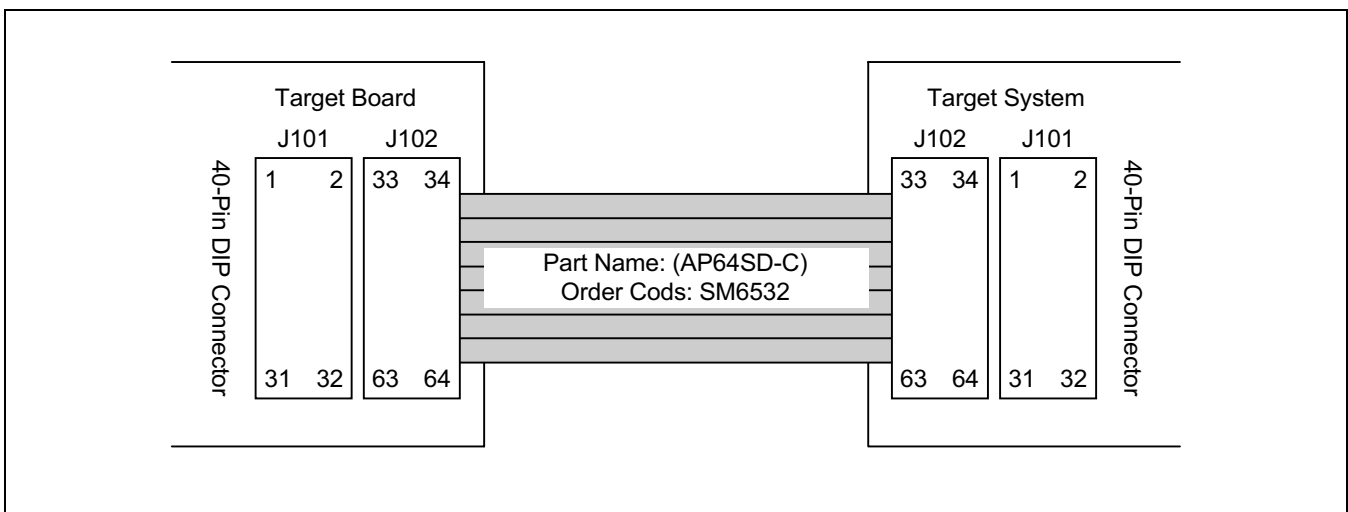 Target Board
J101 J102
40-Pin DIP Connector
1 2 33 34
31 32 63 64
Part Name: (AP64SD-C)
Order Cods: SM6532
Target System
J102 J101
33 34 1 2
63 64 31 32
40-Pin DIP Connector